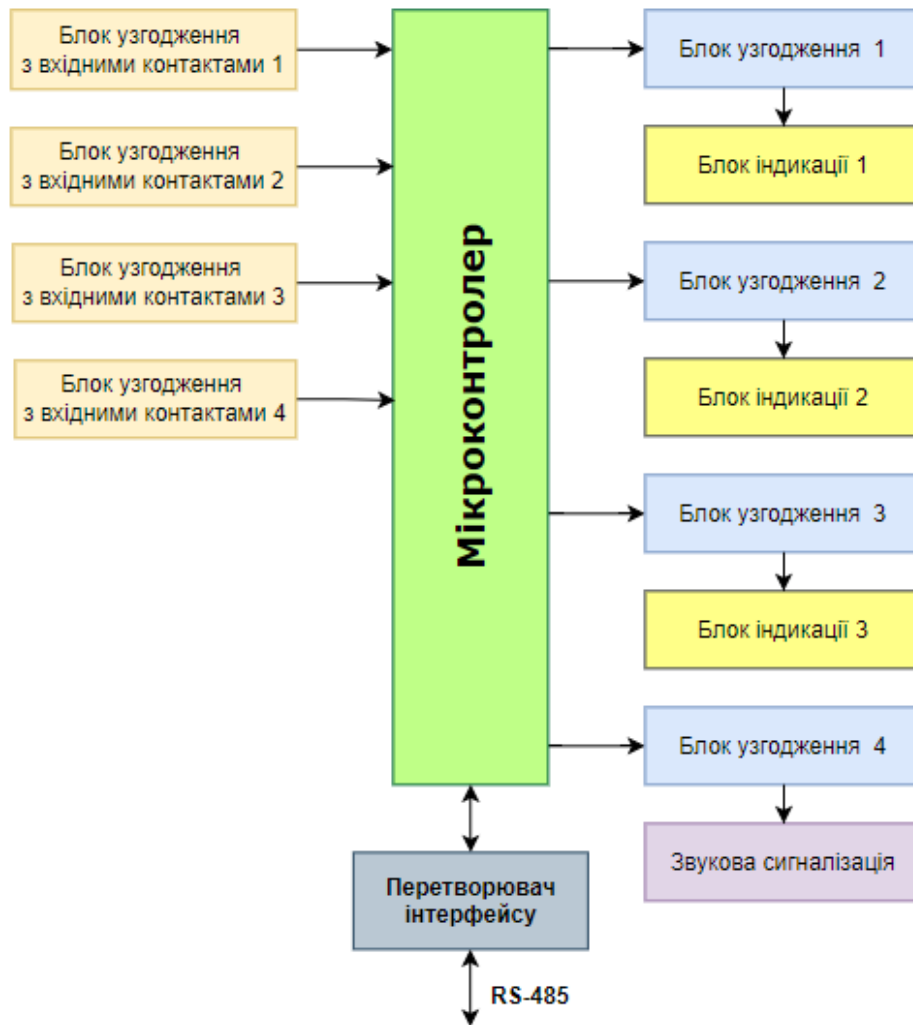 Блок узгодження
з вхідними контактами 1
Блок узгодження
з вхідними контактами 2
Блок узгодження
з вхідними контактами 3
Блок узгодження
з вхідними контактами 4
Мікроконтролер
Блок узгодження 1
Блок індикації 1
Блок узгодження 2
Блок індикації 2
Блок узгодження 3
Блок індикації 3
Блок узгодження 4
Звукова сигналізація
Перетворювач
інтерфейсу
RS-485